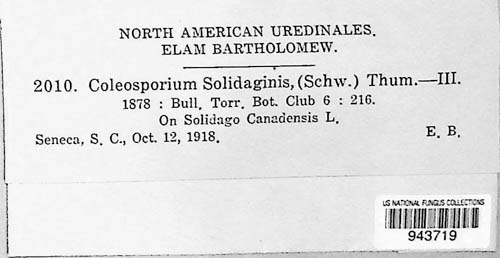 NORTH AMERICAN UREDINALES.
ELAM BARTHOLOMEW.
2010. Coleosporium Solidaginis, (Schw.) Thum.—III.
1878 : Bull. Torr. Bot. Club 6 : 216.
On Solidago Canadensis L.
Seneca, S. C., Oct. 12, 1918. E. B.
US NATIONAL FUNGUS COLLECTIONS
943719